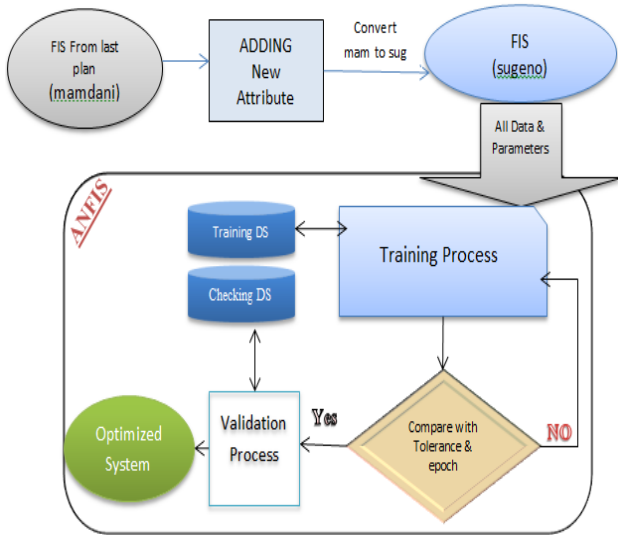 FIS From last
plan
(mamdani)
ADDING
New
Attribute
Convert
mam to sug
FIS
(sugeno)
All Data &
Parameters
ANFIS
Training DS
Checking DS
Training Process
Compare with
Tolerance &
epoch
NO
Yes
Validation
Process
Optimized
System